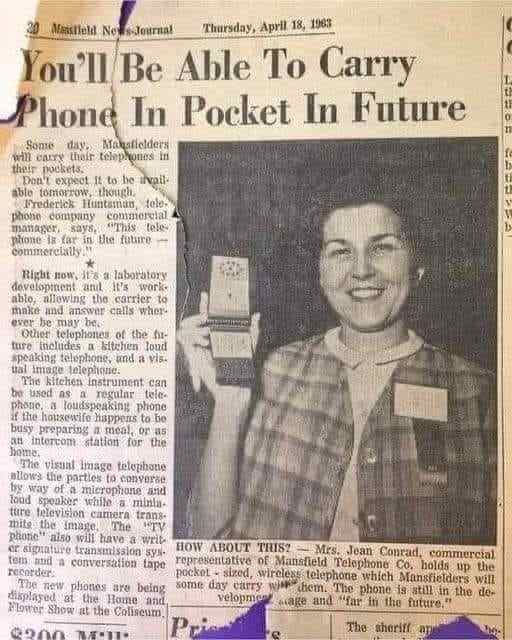 20 Mansfield News-Journal Thursday, April 18, 1963
You'll Be Able To Carry
Phone In Pocket In Future
Some day, Mansfielders
will carry their telephones in
their pockets.
Don't expect it to be avail-
able tomorrow, though.
Frederick Huntsman, tele-
phone company commercial
manager, says, "This tele-
phone is far in the future —
commercially."
★
Right now, it's a laboratory
development and it's work-
able, allowing the carrier to
make and answer calls wher-
ever he may be.
Other telephones of the fu-
ture includes a kitchen loud
speaking telephone, and a vis-
ual image telephone.
The kitchen instrument can
be used as a regular tele-
phone, a loudspeaking phone
if the housewife happens to be
busy preparing a meal, or as
an intercom station for the
home.
The visual image telephone
allows the parties to converse
by way of a microphone and
loud speaker while a minia-
ture television camera trans-
mits the image. The "TV
phone" also will have a writ-
er signature transmission sys-
tem and a conversation tape
recorder.
The new phones are being
displayed at the Home and
Flower Show at the Coliseum.
HOW ABOUT THIS? — Mrs. Jean Conrad, commercial
representative of Mansfield Telephone Co. holds up the
pocket - sized, wireless telephone which Mansfielders will
some day carry with them. The phone is still in the de-
velopment stage and "far in the future."
The sheriff